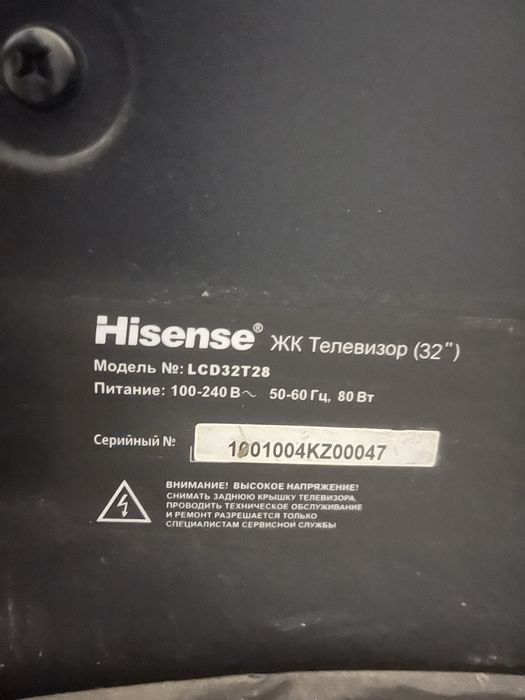 Hisense® ЖК Телевизор (32")
Модель №: LCD32T28
Питание: 100-240 В~ 50-60 Гц, 80 Вт
Серийный № 1001004KZ00047
ВНИМАНИЕ! ВЫСОКОЕ НАПРЯЖЕНИЕ!
СНИМАТЬ ЗАДНЮЮ КРЫШКУ ТЕЛЕВИЗОРА,
ПРОВОДИТЬ ТЕХНИЧЕСКОЕ ОБСЛУЖИВАНИЕ
И РЕМОНТ РАЗРЕШАЕТСЯ ТОЛЬКО
СПЕЦИАЛИСТАМ СЕРВИСНОЙ СЛУЖБЫ